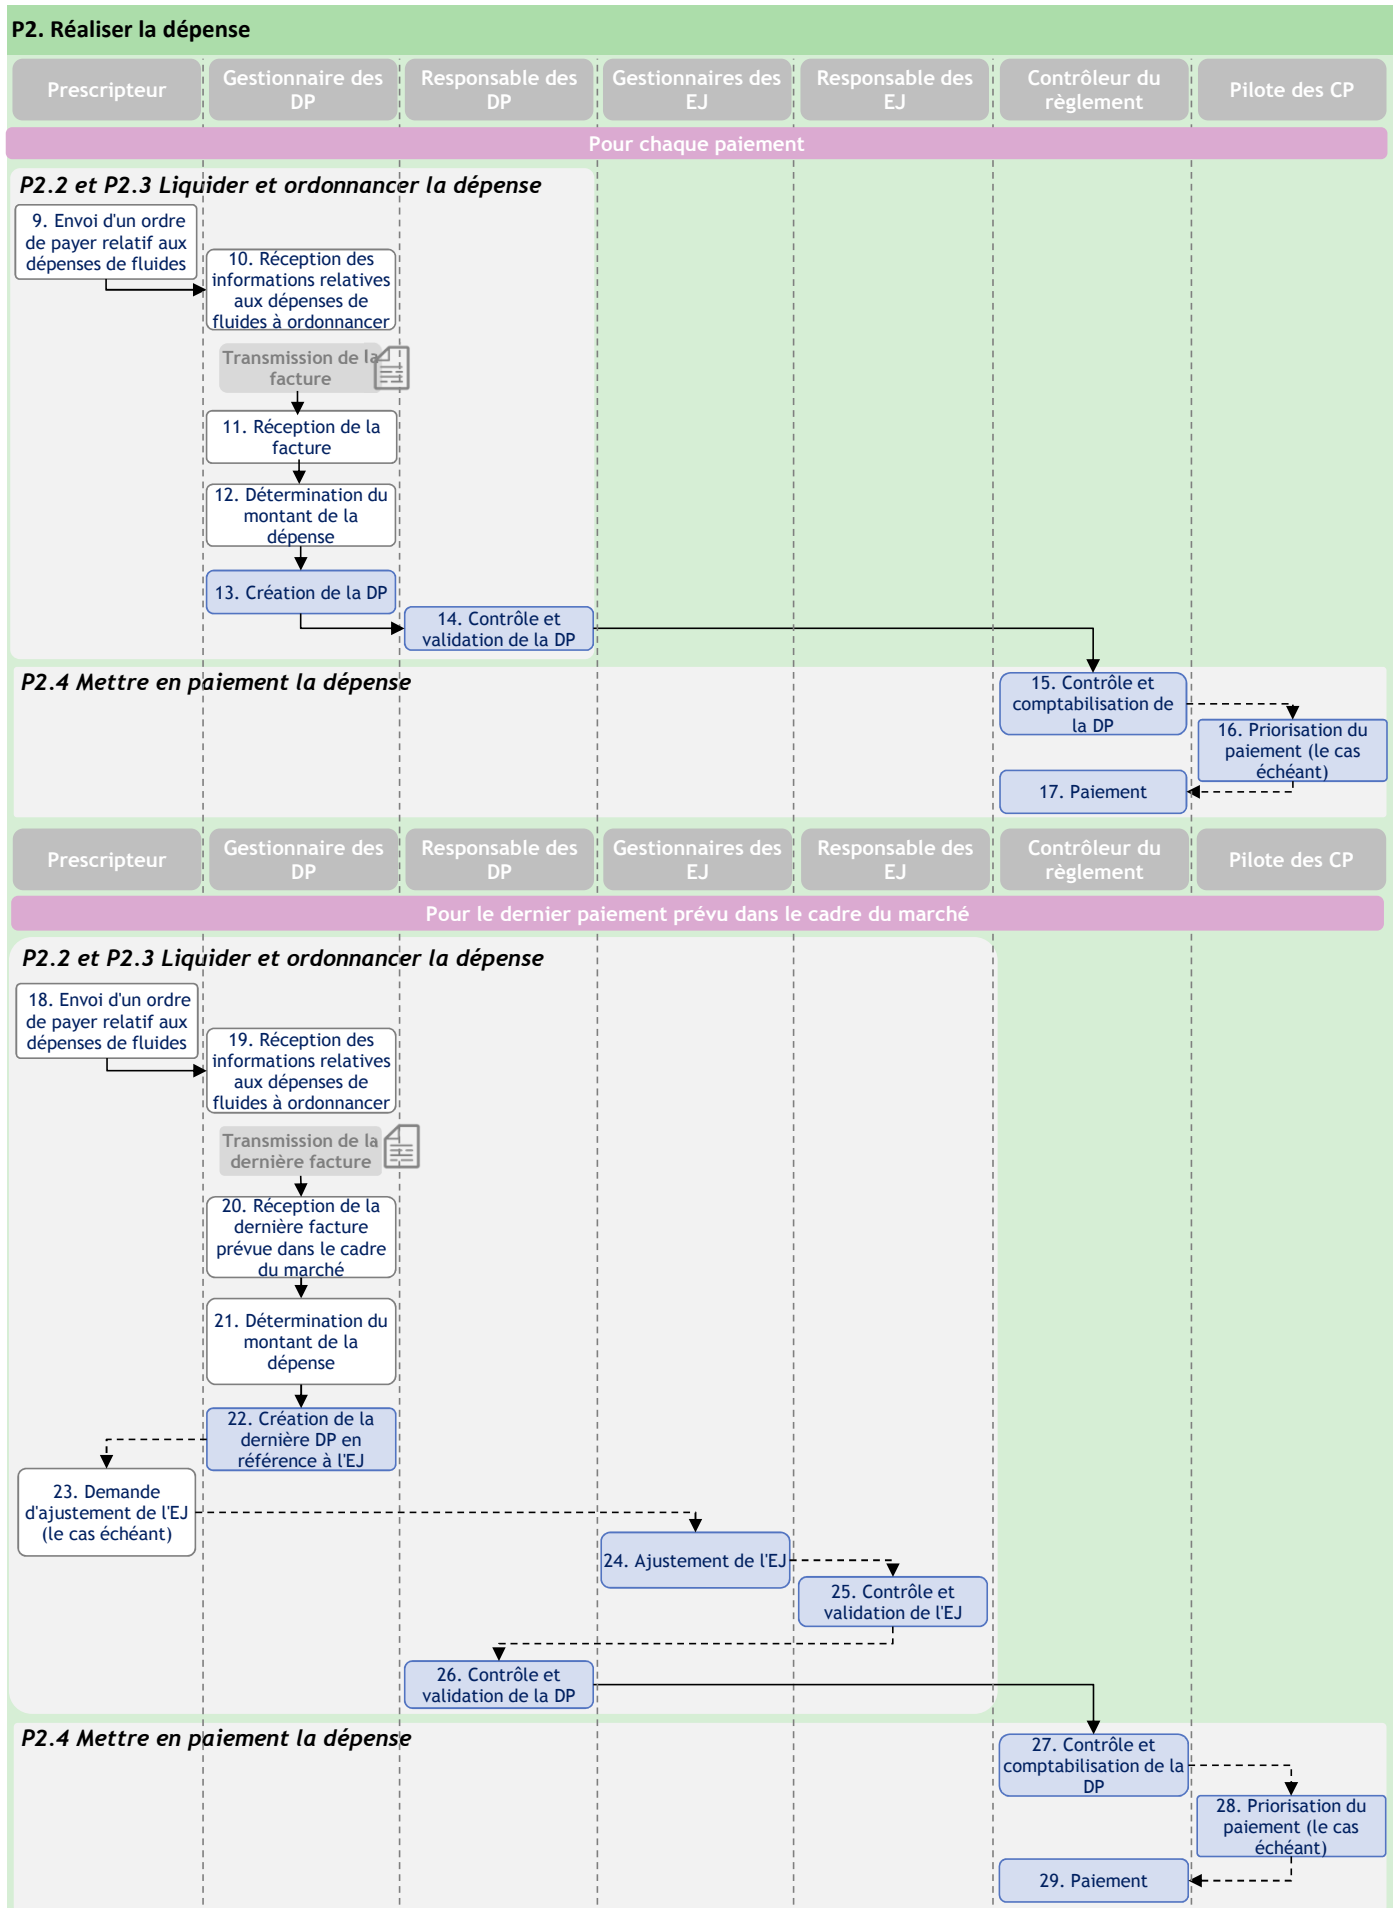 P2. Réaliser la dépense
Prescripteur
Gestionnaire des
DP
Responsable des
DP
Gestionnaires des
EJ
Responsable des
EJ
Contrôleur du
règlement
Pilote des CP
Pour chaque paiement
P2.2 et P2.3 Liquider et ordonnancer la dépense
9. Envoi d'un ordre
de payer relatif aux
dépenses de fluides
10. Réception des
informations relatives
aux dépenses de
fluides à ordonnancer
Transmission de la
facture
11. Réception de la
facture
12. Détermination du
montant de la
dépense
13. Création de la DP
14. Contrôle et
validation de la DP
P2.4 Mettre en paiement la dépense
15. Contrôle et
comptabilisation de
la DP
16. Priorisation du
paiement (le cas
échéant)
17. Paiement
Prescripteur
Gestionnaire des
DP
Responsable des
DP
Gestionnaires des
EJ
Responsable des
EJ
Contrôleur du
règlement
Pilote des CP
Pour le dernier paiement prévu dans le cadre du marché
P2.2 et P2.3 Liquider et ordonnancer la dépense
18. Envoi d'un ordre
de payer relatif aux
dépenses de fluides
19. Réception des
informations relatives
aux dépenses de
fluides à ordonnancer
Transmission de la
dernière facture
20. Réception de la
dernière facture
prévue dans le cadre
du marché
21. Détermination du
montant de la
dépense
22. Création de la
dernière DP en
référence à l'EJ
23. Demande
d'ajustement de l'EJ
(le cas échéant)
24. Ajustement de l'EJ
25. Contrôle et
validation de l'EJ
26. Contrôle et
validation de la DP
P2.4 Mettre en paiement la dépense
27. Contrôle et
comptabilisation de la
DP
28. Priorisation du
paiement (le cas
échéant)
29. Paiement